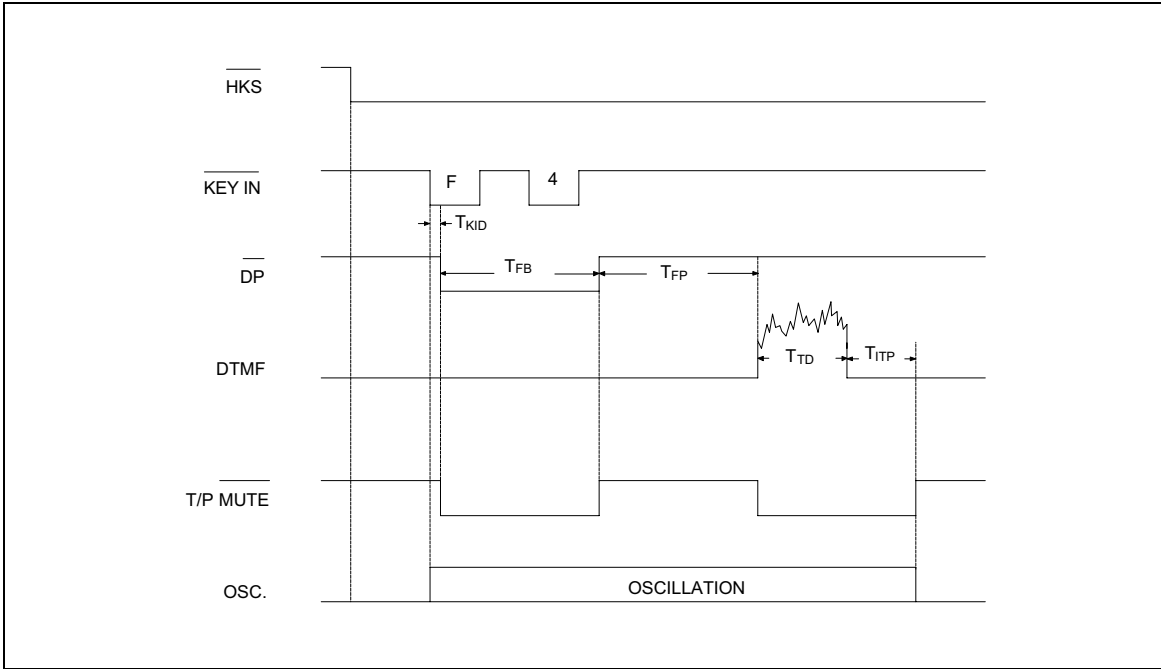 HKS
KEY IN
F
4
TKID
DP
TFB
TFP
DTMF
TTD
TITP
T/P MUTE
OSC.
OSCILLATION